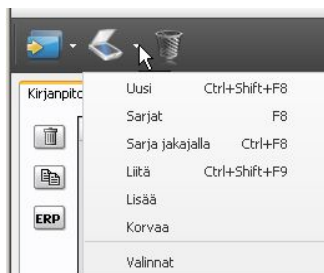 Kirjanpito
Uusi Ctrl+Shift+F8
Sarjat F8
Sarja jakajalla Ctrl+F8
Liitä Ctrl+Shift+F9
Lisää
ERP
Korvaa
Valinnat